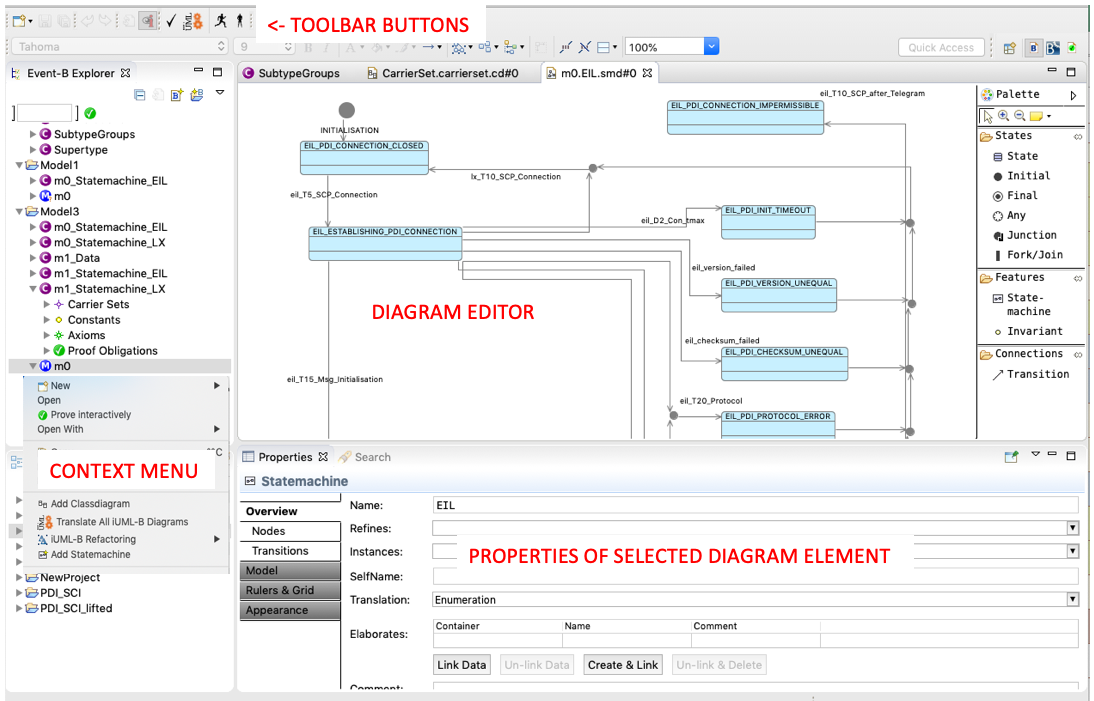 <- TOOLBAR BUTTONS
Tahoma
9
B I A
100%
Quick Access
B
Event-B Explorer
SubtypeGroups
CarrierSet.carrierset.cd#0
m0.EIL.smd#0
SubtypeGroups
Supertype
Model1
m0_Statemachine_EIL
m0
Model3
m0_Statemachine_EIL
m0_Statemachine_LX
m1_Data
m1_Statemachine_EIL
m1_Statemachine_LX
Carrier Sets
Constants
Axioms
Proof Obligations
m0
New
Open
Prove interactively
Open With
CONTEXT MENU
Add Classdiagram
Translate All iUML-B Diagrams
iUML-B Refactoring
Add Statemachine
NewProject
PDI_SCI
PDI_SCI_lifted
INITIALISATION
EIL_PDI_CONNECTION_CLOSED
eil_T10_SCP_after_Telegram
EIL_PDI_CONNECTION_IMPERMISSIBLE
lx_T10_SCP_Connection
eil_T5_SCP_Connection
EIL_ESTABLISHING_PDI_CONNECTION
eil_D2_Con_tmax
EIL_PDI_INIT_TIMEOUT
eil_version_failed
EIL_PDI_VERSION_UNEQUAL
DIAGRAM EDITOR
eil_checksum_failed
EIL_PDI_CHECKSUM_UNEQUAL
eil_T15_Msg_Initialisation
eil_T20_Protocol
EIL_PDI_PROTOCOL_ERROR
Palette
States
State
Initial
Final
Any
Junction
Fork/Join
Features
State-
machine
Invariant
Connections
Transition
Properties
Search
Statemachine
Overview
Nodes
Transitions
Model
Rulers & Grid
Appearance
Name: EIL
Refines:
Instances:
PROPERTIES OF SELECTED DIAGRAM ELEMENT
SelfName:
Translation: Enumeration
Elaborates:
Container Name Comment
Link Data Un-link Data Create & Link Un-link & Delete
Comment: